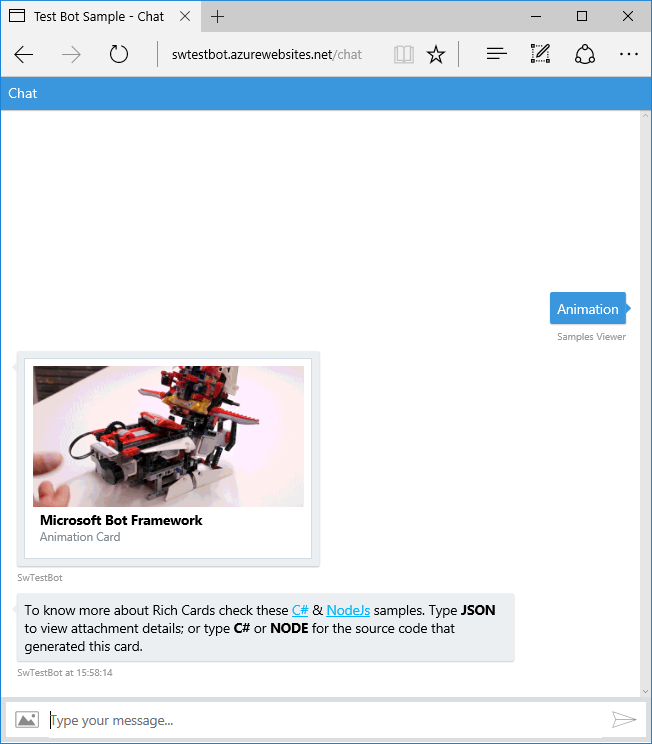 Test Bot Sample - Chat
swtestbot.azurewebsites.net/chat
Chat
Animation
Samples Viewer
Microsoft Bot Framework
Animation Card
SwTestBot
To know more about Rich Cards check these C# & NodeJs samples. Type JSON
to view attachment details; or type C# or NODE for the source code that
generated this card.
SwTestBot at 15:58:14
Type your message...